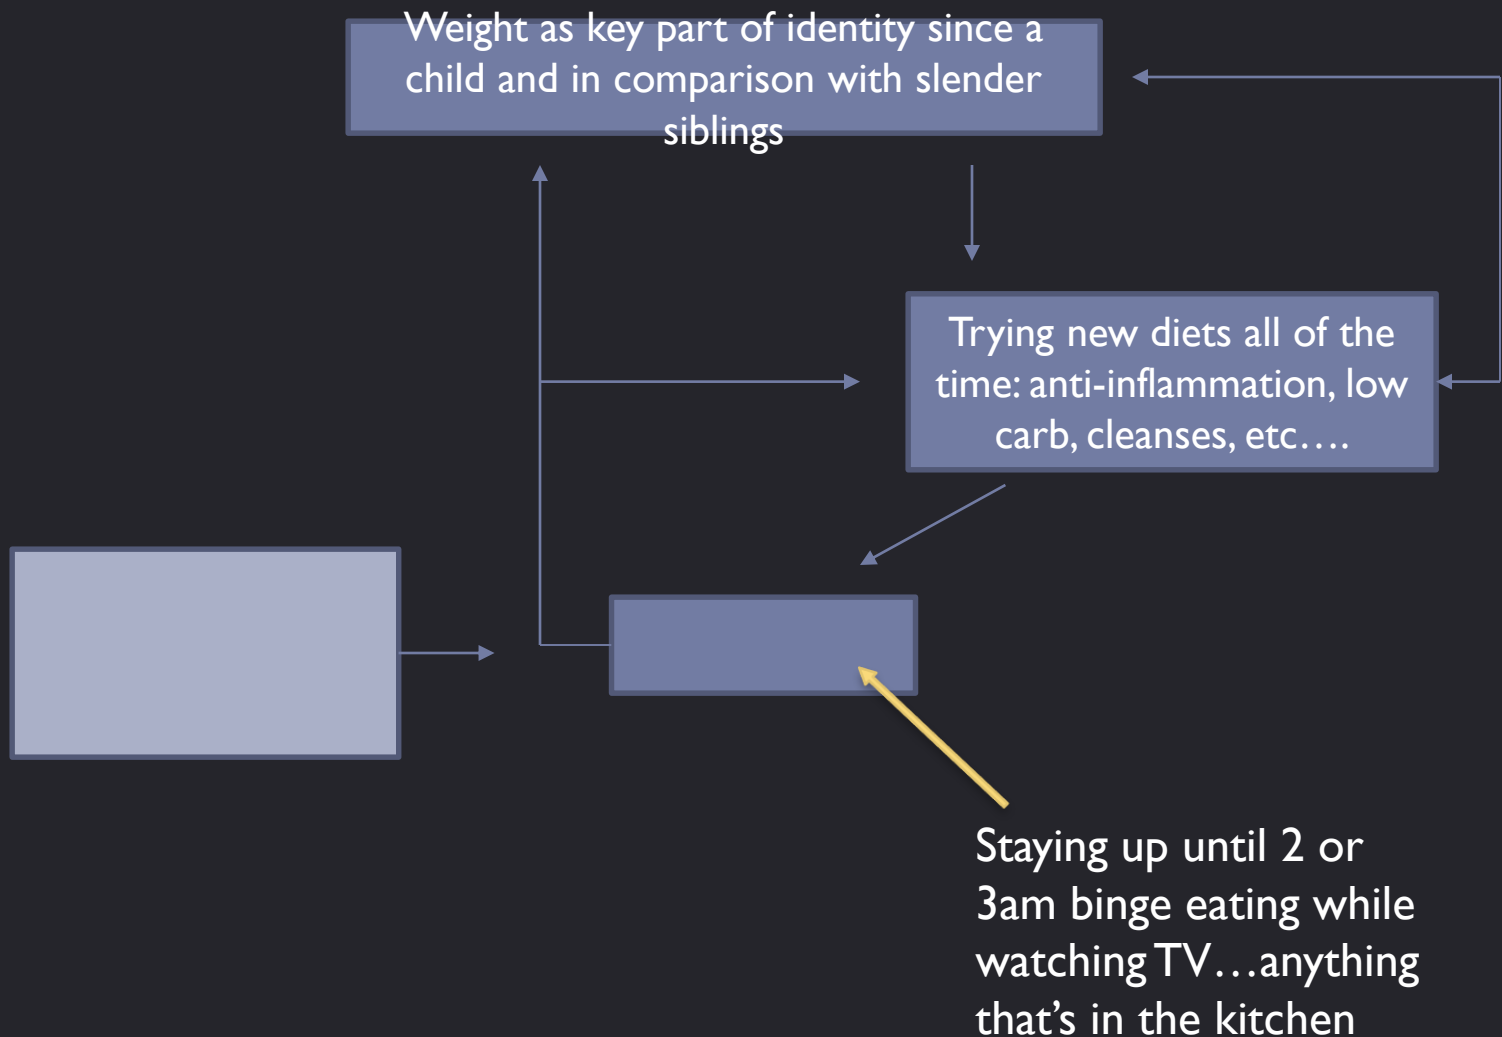 Weight as key part of identity since a
child and in comparison with slender
siblings
Trying new diets all of the
time: anti-inflammation, low
carb, cleanses, etc….
Staying up until 2 or
3am binge eating while
watching TV…anything
that’s in the kitchen